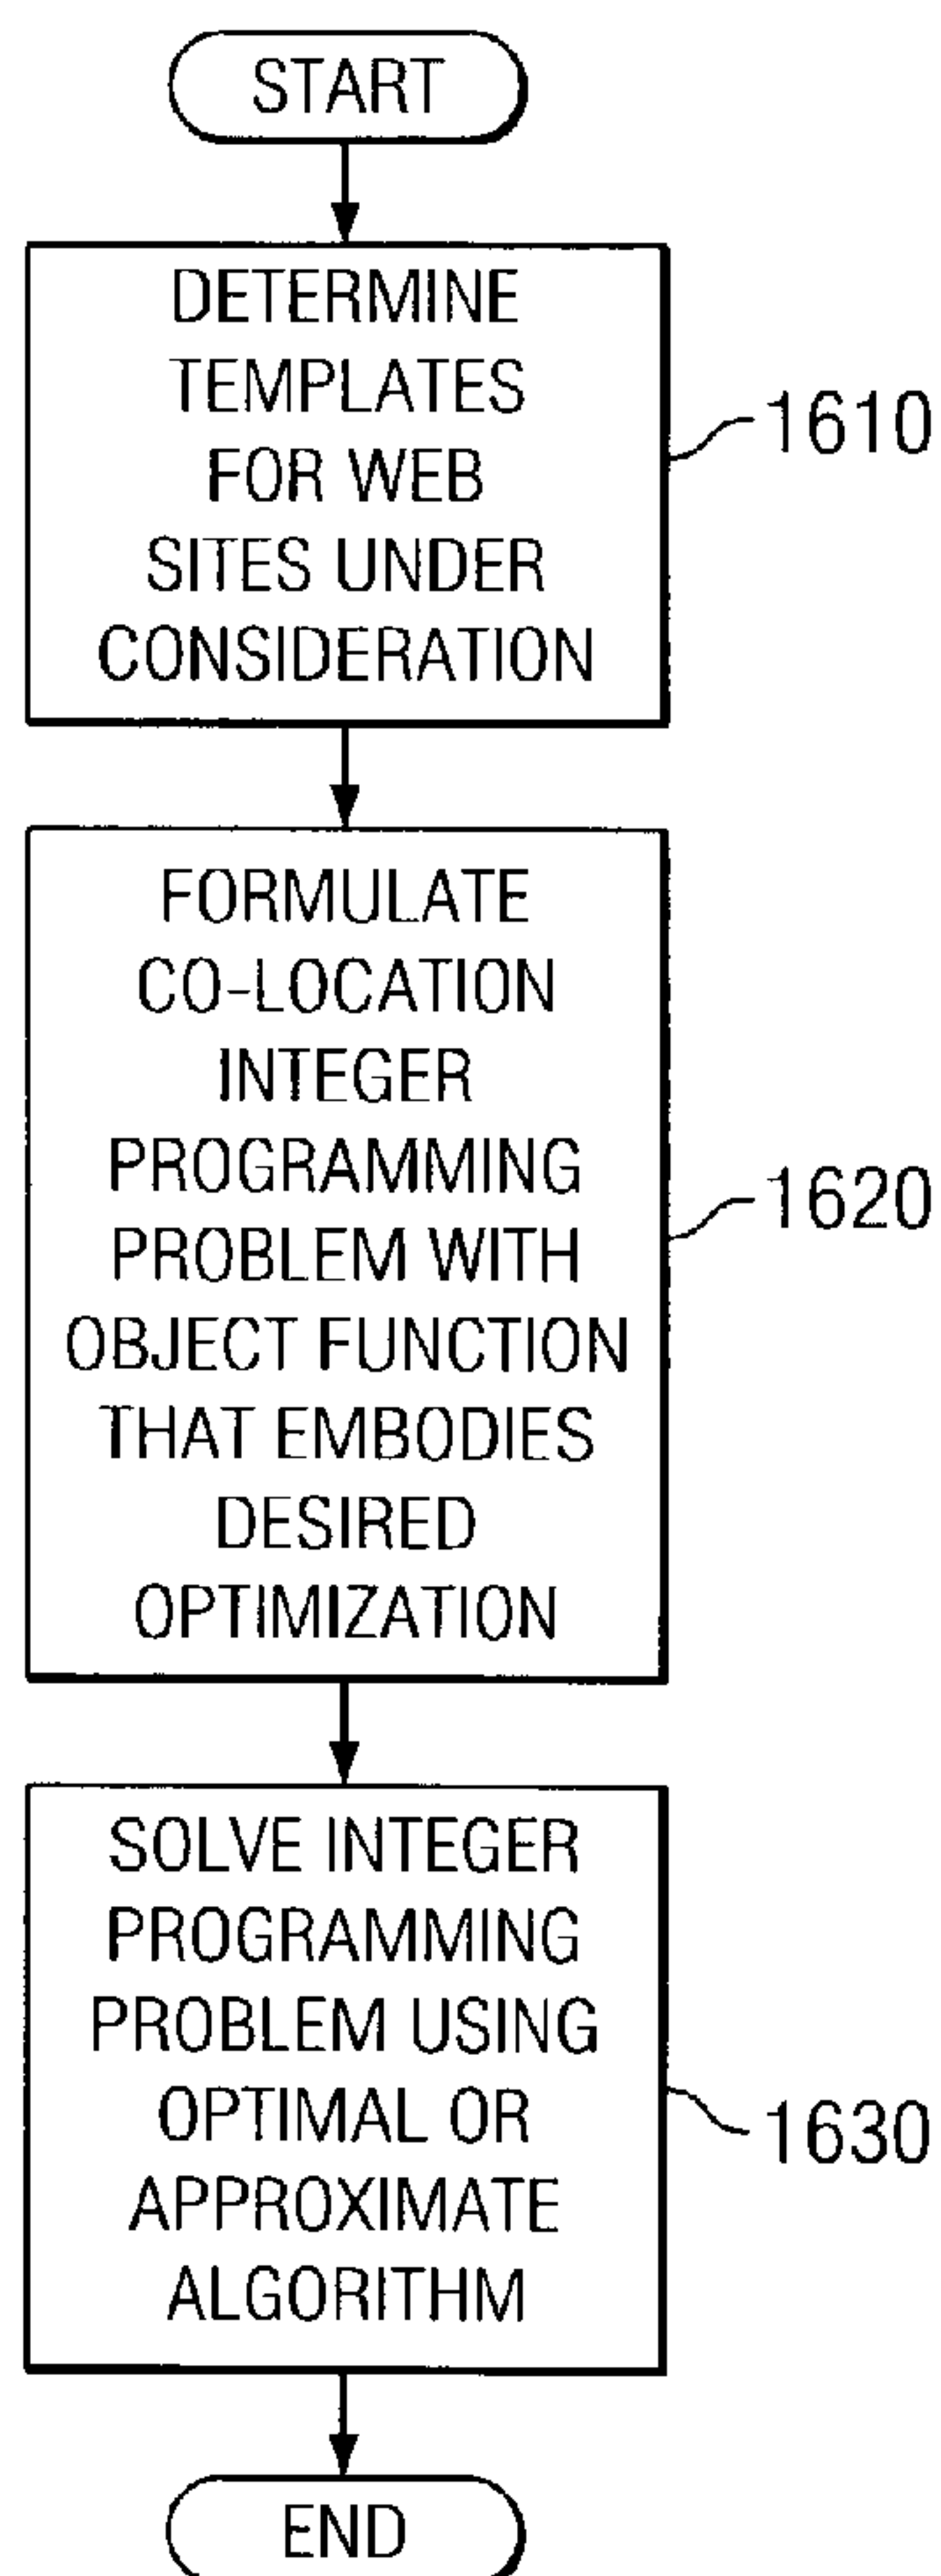 START
DETERMINE
TEMPLATES
FOR WEB
SITES UNDER
CONSIDERATION
1610
FORMULATE
CO-LOCATION
INTEGER
PROGRAMMING
PROBLEM WITH
OBJECT FUNCTION
THAT EMBODIES
DESIRED
OPTIMIZATION
1620
SOLVE INTEGER
PROGRAMMING
PROBLEM USING
OPTIMAL OR
APPROXIMATE
ALGORITHM
1630
END